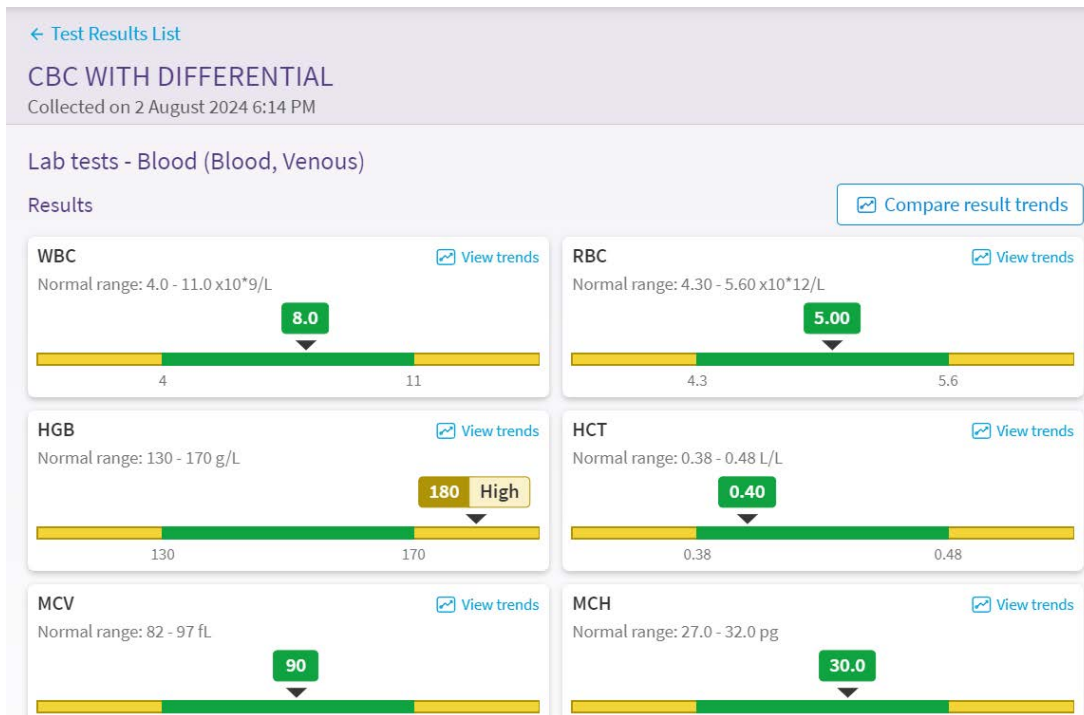 ← Test Results List
CBC WITH DIFFERENTIAL
Collected on 2 August 2024 6:14 PM
Lab tests - Blood (Blood, Venous)
Results
Compare result trends
WBC
View trends
Normal range: 4.0 - 11.0 x10*9/L
8.0
4 11
RBC
View trends
Normal range: 4.30 - 5.60 x10*12/L
5.00
4.3 5.6
HGB
View trends
Normal range: 130 - 170 g/L
180 High
130 170
HCT
View trends
Normal range: 0.38 - 0.48 L/L
0.40
0.38 0.48
MCV
View trends
Normal range: 82 - 97 fL
90
MCH
View trends
Normal range: 27.0 - 32.0 pg
30.0